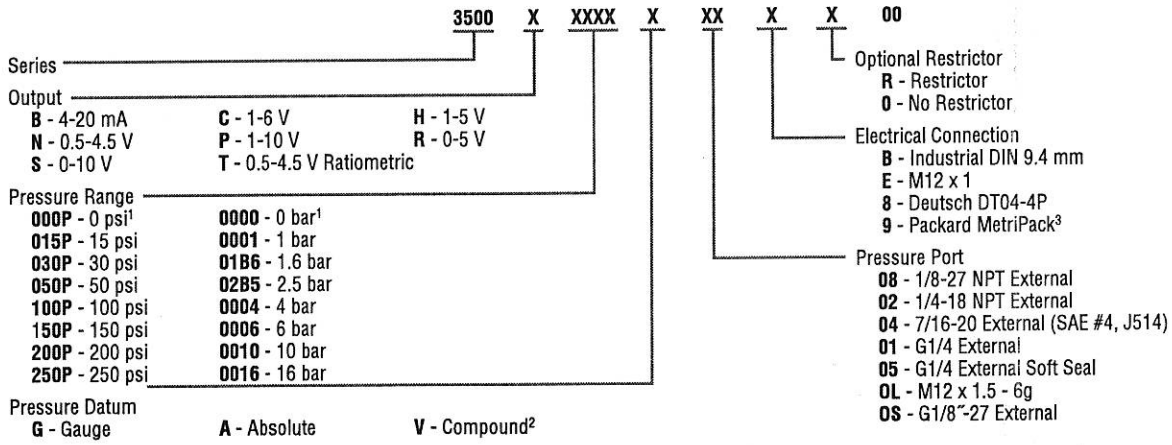 3500 X XXXX X XX X X 00
Series
Output
B - 4-20 mA C - 1-6 V H - 1-5 V
N - 0.5-4.5 V P - 1-10 V R - 0-5 V
S - 0-10 V T - 0.5-4.5 V Ratiometric
Pressure Range
000P - 0 psi¹ 0000 - 0 bar¹
015P - 15 psi 0001 - 1 bar
030P - 30 psi 01B6 - 1.6 bar
050P - 50 psi 02B5 - 2.5 bar
100P - 100 psi 0004 - 4 bar
150P - 150 psi 0006 - 6 bar
200P - 200 psi 0010 - 10 bar
250P - 250 psi 0016 - 16 bar
Pressure Datum
G - Gauge A - Absolute V - Compound²
Optional Restrictor
R - Restrictor
0 - No Restrictor
Electrical Connection
B - Industrial DIN 9.4 mm
E - M12 x 1
8 - Deutsch DT04-4P
9 - Packard MetriPack³
Pressure Port
08 - 1/8-27 NPT External
02 - 1/4-18 NPT External
04 - 7/16-20 External (SAE #4, J514)
01 - G1/4 External
05 - G1/4 External Soft Seal
OL - M12 x 1.5 - 6g
OS - G1/8˜-27 External